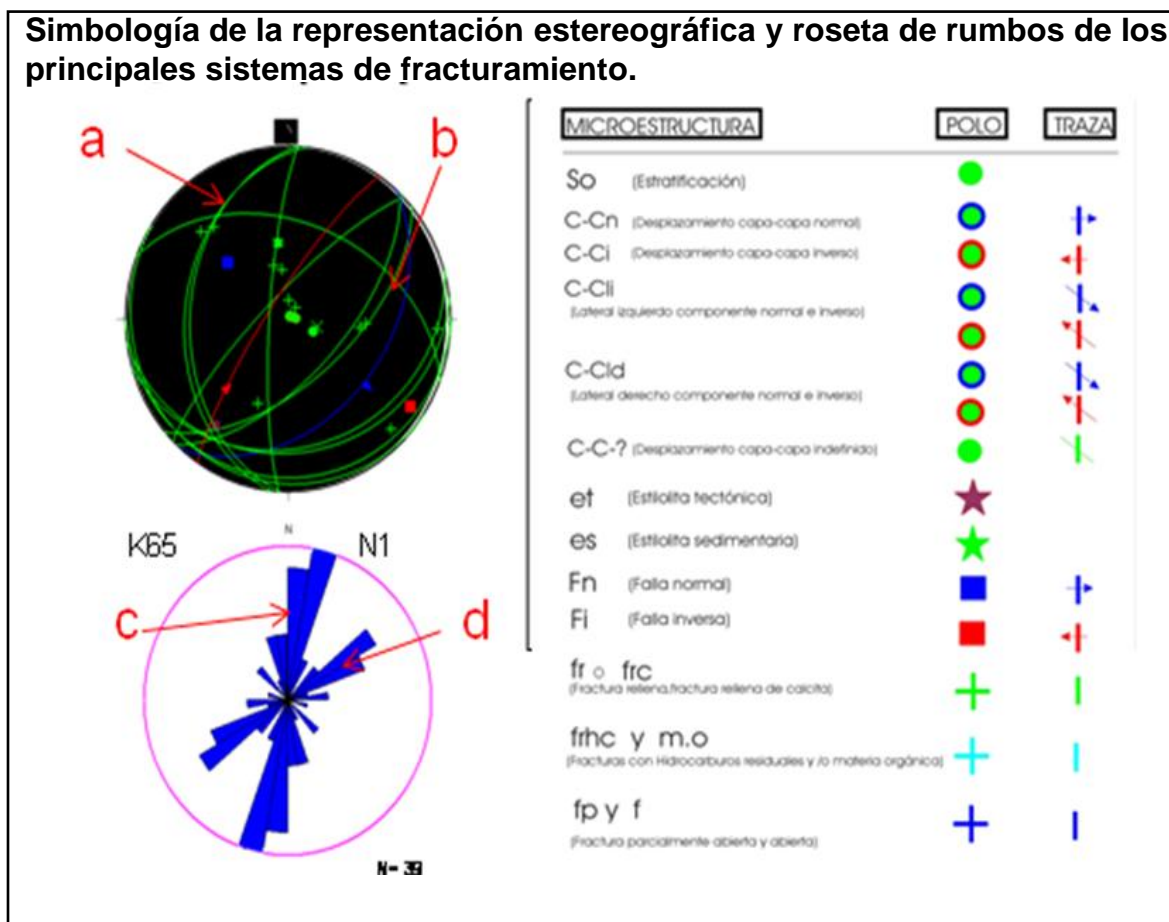 Simbología de la representación estereográfica y roseta de rumbos de los
principales sistemas de fracturamiento.
a
b
N
K65
N1
c
d
N= 39
MICROESTRUCTURA POLO TRAZA
So (Estratificación)
C-Cn (Desplazamiento capa-capa normal)
C-Ci (Desplazamiento capa-capa inverso)
C-Cli
(Lateral izquierdo componente normal e inverso)
C-Cld
(Lateral derecho componente normal e inverso)
C-C-? (Desplazamiento capa-capa indefinido)
et (Estilolita tectónica)
es (Estilolita sedimentaria)
Fn (Falla normal)
Fi (Falla inversa)
fr o frc
(Fractura rellena,fractura rellena de calcita)
frhc y m.o
(Fracturas con Hidrocarburos residuales y /o materia orgánica)
fp y f
(Fractura parcialmente abierta y abierta)